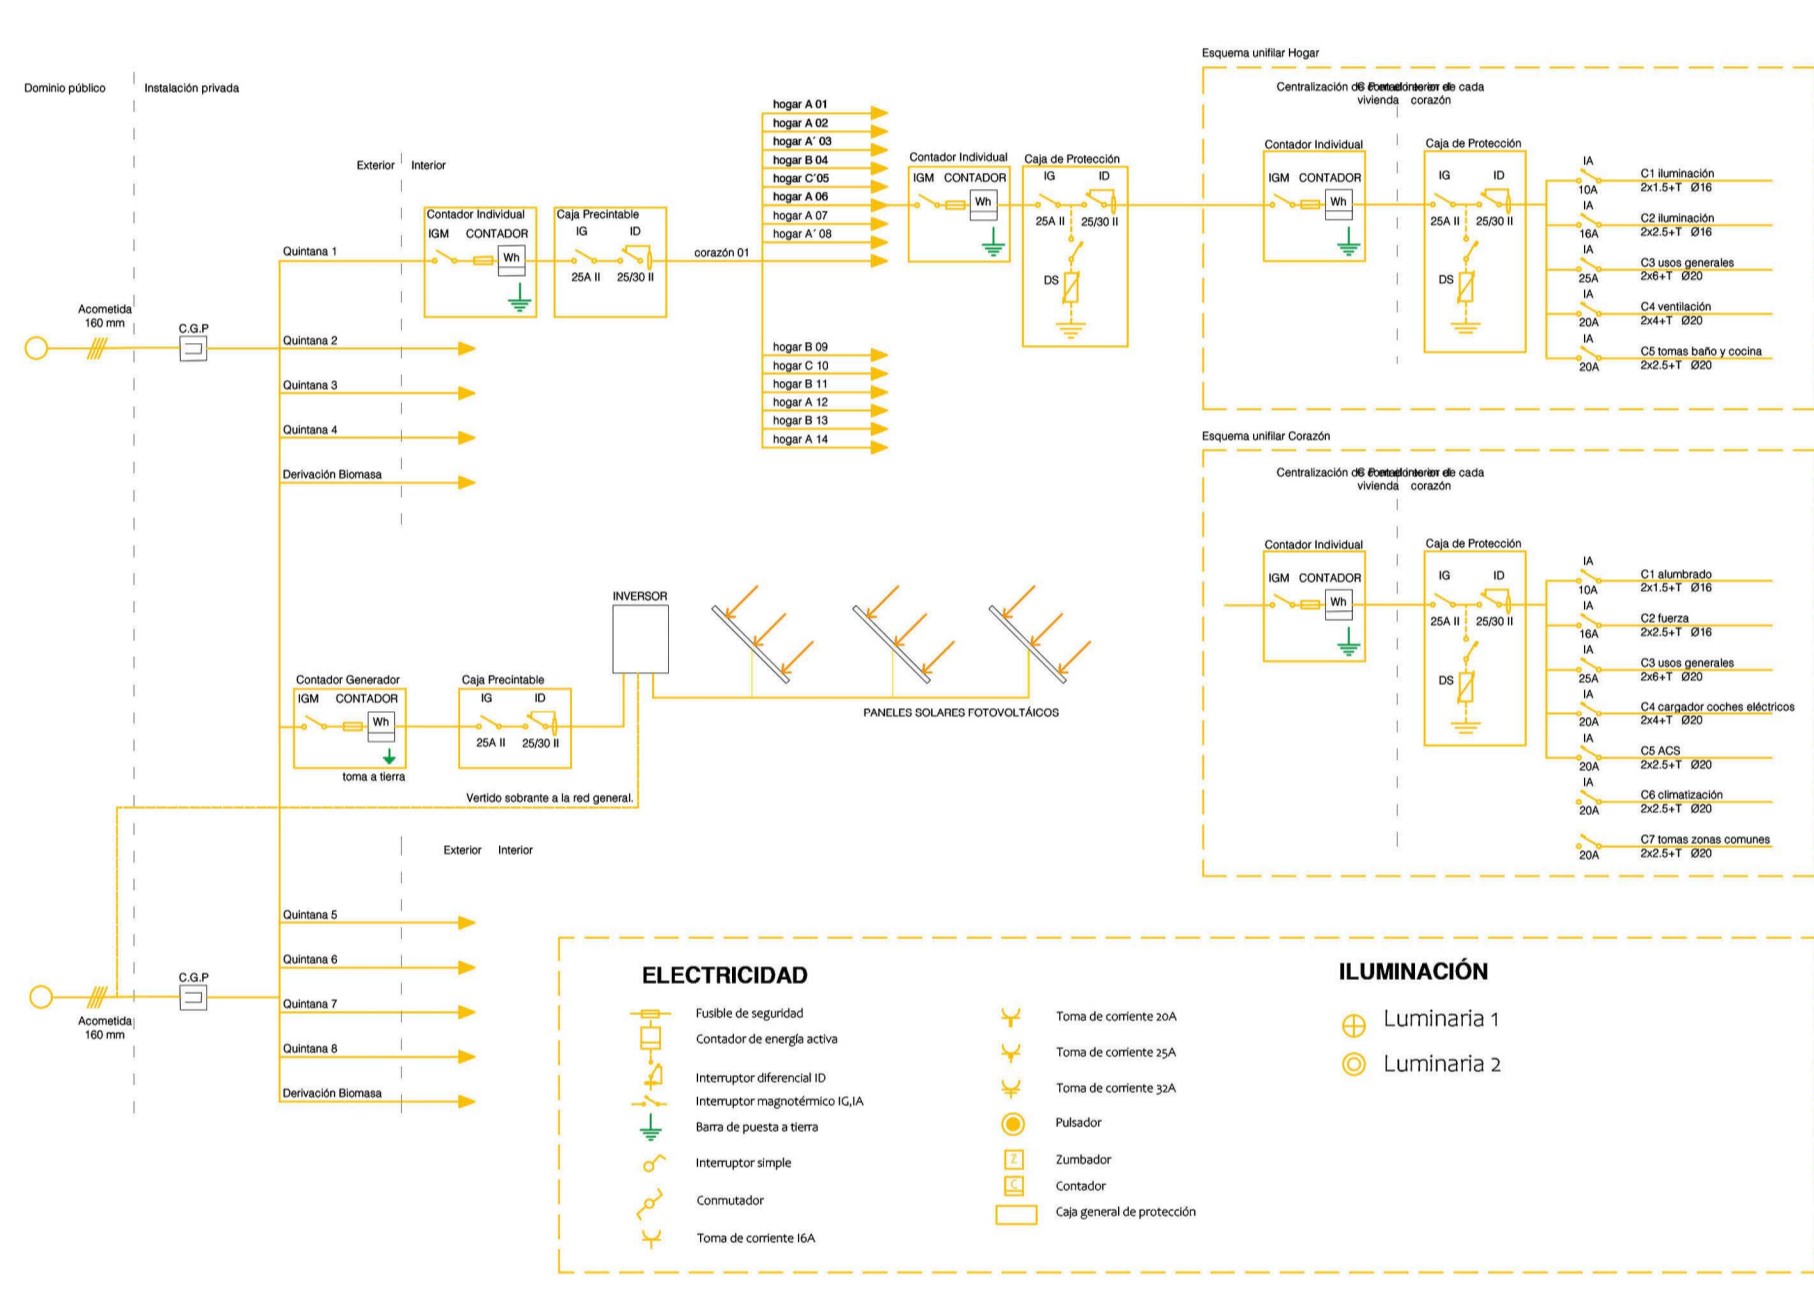 Dominio público
Instalación privada
Acometida
160 mm
C.G.P
Exterior
Interior
Quintana 1
Quintana 2
Quintana 3
Quintana 4
Derivación Biomasa
Contador Individual
IGM CONTADOR
Wh
Caja Precintable
IG ID
25A II 25/30 II
corazón 01
hogar A 01
hogar A 02
hogar A´ 03
hogar B 04
hogar C´05
hogar A 06
hogar A 07
hogar A´ 08
hogar B 09
hogar C 10
hogar B 11
hogar A 12
hogar B 13
hogar A 14
Contador Individual
IGM CONTADOR
Wh
Caja de Protección
IG ID
25A II 25/30 II
DS
Esquema unifilar Hogar
Centralización de
vivienda
interior de cada
corazón
Contador Individual
IGM CONTADOR
Wh
Caja de Protección
IG ID
25A II 25/30 II
DS
IA
10A
C1 iluminación
2x1.5+T Ø16
IA
16A
C2 iluminación
2x2.5+T Ø16
IA
25A
C3 usos generales
2x6+T Ø20
IA
20A
C4 ventilación
2x4+T Ø20
IA
20A
C5 tomas baño y cocina
2x2.5+T Ø20
Esquema unifilar Corazón
Centralización de
vivienda
interior de cada
corazón
Contador Individual
IGM CONTADOR
Wh
Caja de Protección
IG ID
25A II 25/30 II
DS
IA
10A
C1 alumbrado
2x1.5+T Ø16
IA
16A
C2 fuerza
2x2.5+T Ø16
IA
25A
C3 usos generales
2x6+T Ø20
IA
20A
C4 cargador coches eléctricos
2x4+T Ø20
IA
20A
C5 ACS
2x2.5+T Ø20
IA
20A
C6 climatización
2x2.5+T Ø20
20A
C7 tomas zonas comunes
2x2.5+T Ø20
INVERSOR
PANELES SOLARES FOTOVOLTÁICOS
Contador Generador
IGM CONTADOR
Wh
toma a tierra
Caja Precintable
IG ID
25A II 25/30 II
Vertido sobrante a la red general.
Exterior Interior
Quintana 5
Quintana 6
Quintana 7
Quintana 8
Derivación Biomasa
C.G.P
Acometida
160 mm
ELECTRICIDAD
Fusible de seguridad
Contador de energía activa
Interruptor diferencial ID
Interruptor magnotérmico IG,IA
Barra de puesta a tierra
Interruptor simple
Conmutador
Toma de corriente 16A
Toma de corriente 20A
Toma de corriente 25A
Toma de corriente 32A
Pulsador
Z
Zumbador
C
Contador
Caja general de protección
ILUMINACIÓN
Luminaria 1
Luminaria 2